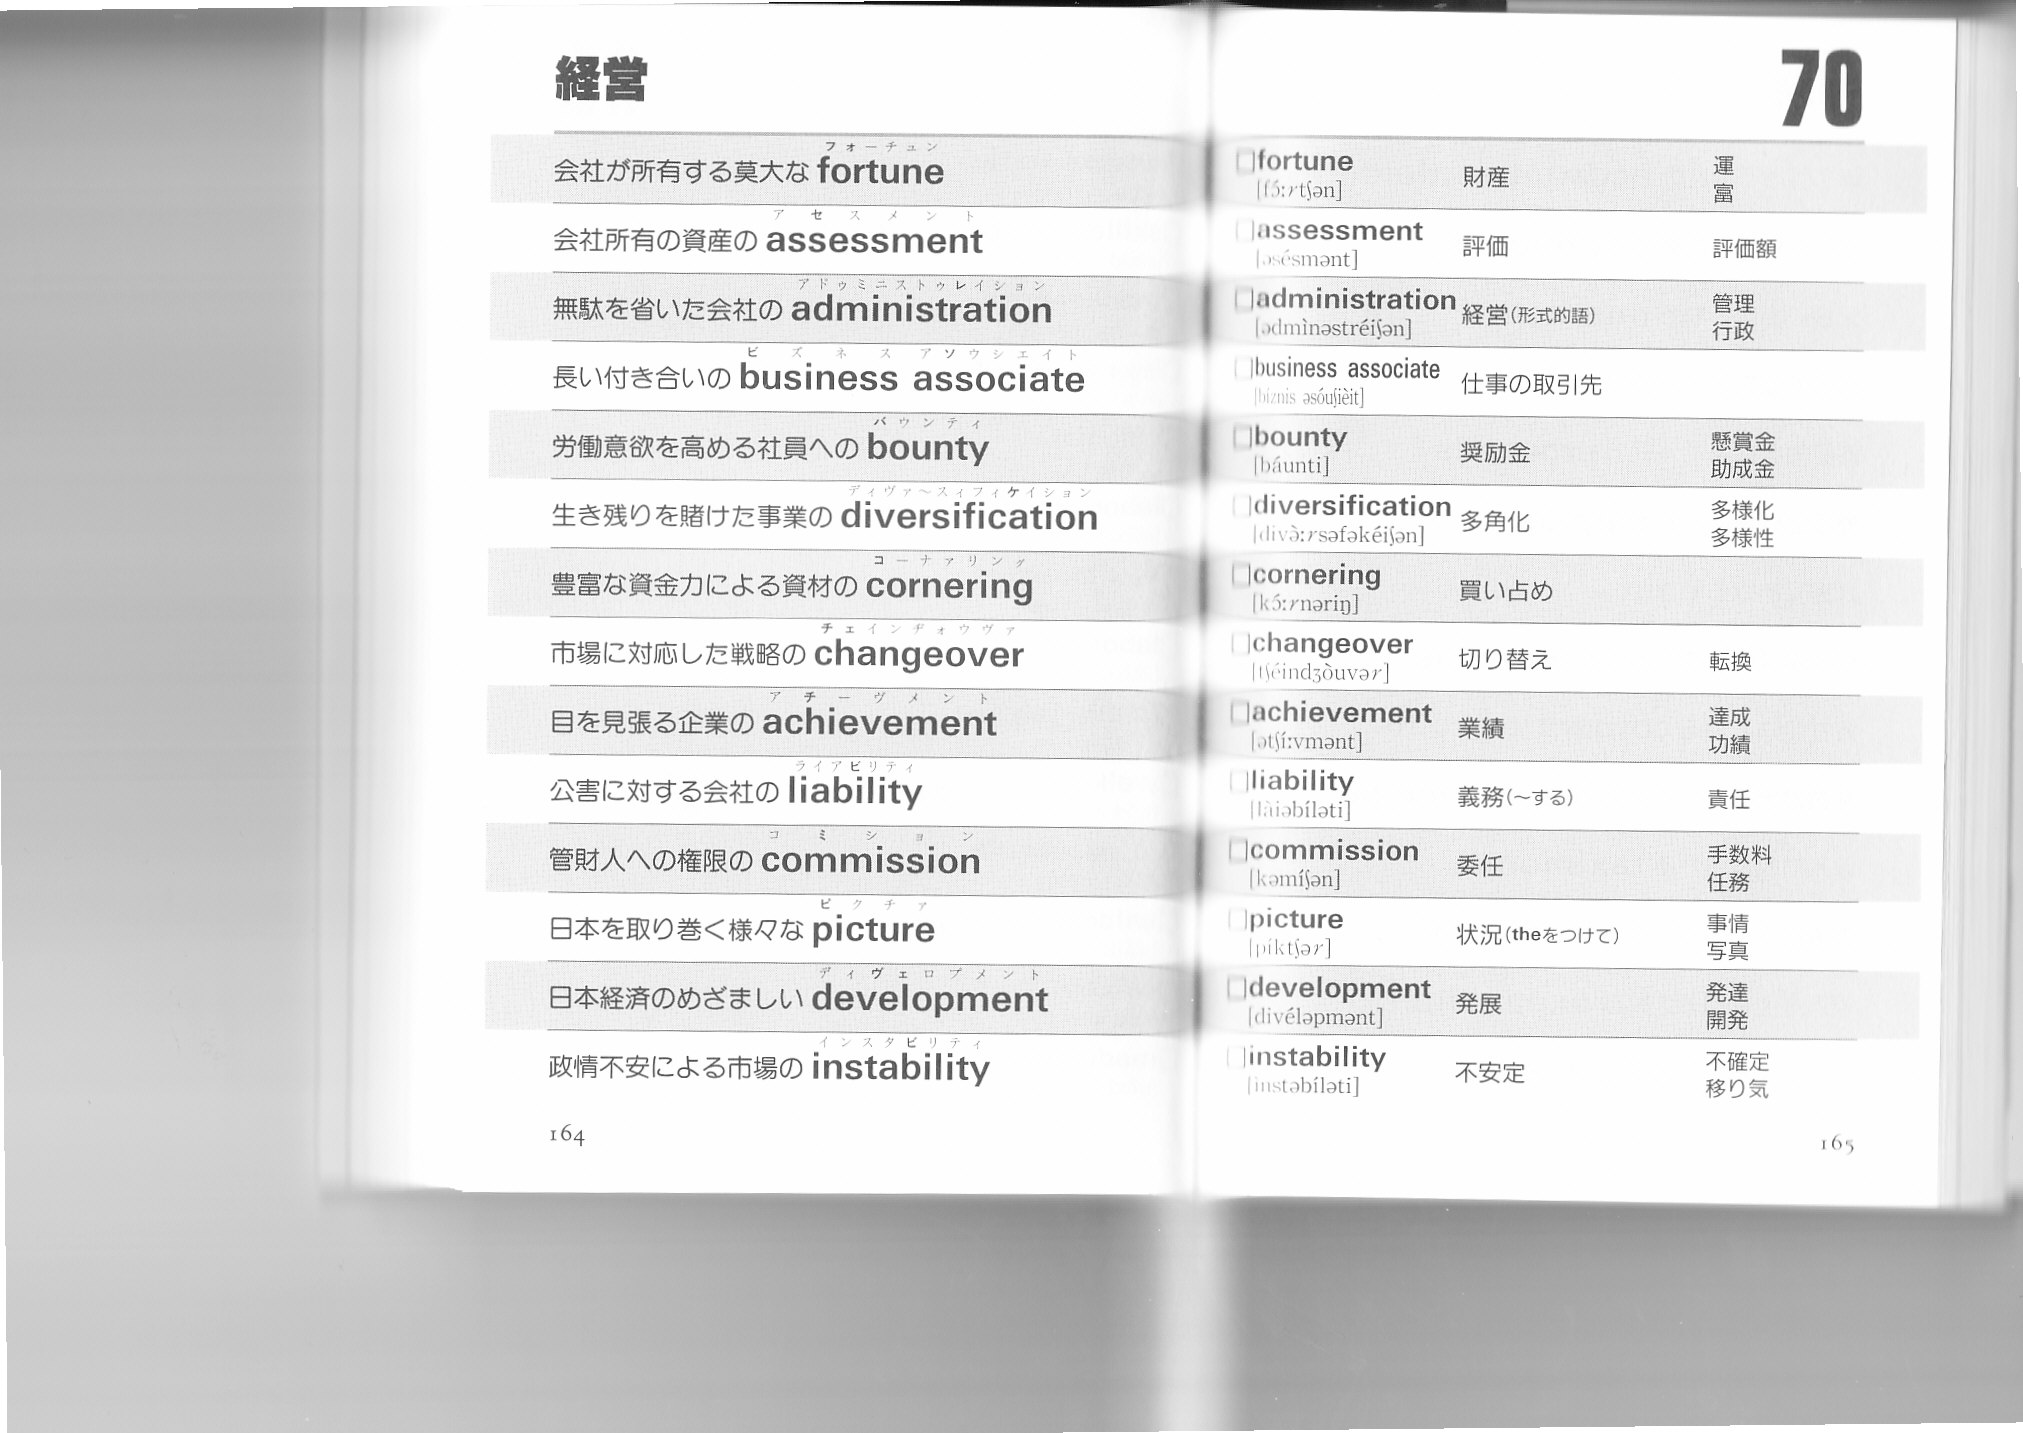 経営
フォーチュン
会社が所有する莫大な fortune
アセスメント
会社所有の資産の assessment
アドゥミニストゥレイション
無駄を省いた会社の administration
ビズネス アソウシエイト
長い付き合いの business associate
バウンティ
労働意欲を高める社員への bounty
ディヴァ〜スィフィケイション
生き残りを賭けた事業の diversification
コーナァリング
豊富な資金力による資材の cornering
チェインヂォウヴァ
市場に対応した戦略の changeover
アチーヴメント
目を見張る企業の achievement
ライアビリティ
公害に対する会社の liability
コミション
管財人への権限の commission
ピクチァ
日本を取り巻く様々な picture
ディヴェロプメント
日本経済のめざましい development
インスタビリティ
政情不安による市場の instability
164
70
fortune 財産 運
[fɔ́:rtʃən] 富
assessment 評価 評価額
[əsésmənt]
administration 経営(形式的語) 管理
[ədmìnəstréiʃən] 行政
business associate 仕事の取引先
[bíznis əsóuʃièit]
bounty 奨励金 懸賞金
[báunti] 助成金
diversification 多角化 多様化
[divə̀:rsəfəkéiʃən] 多様性
cornering 買い占め
[kɔ́:rnəriŋ]
changeover 切り替え 転換
[tʃéindʒòuvər]
achievement 業績 達成
[ətʃí:vmənt] 功績
liability 義務(〜する) 責任
[làiəbíləti]
commission 委任 手数料
[kəmíʃən] 任務
picture 状況(theをつけて) 事情
[píktʃər] 写真
development 発展 発達
[divéləpmənt] 開発
instability 不安定 不確定
[instəbíləti] 移り気
165